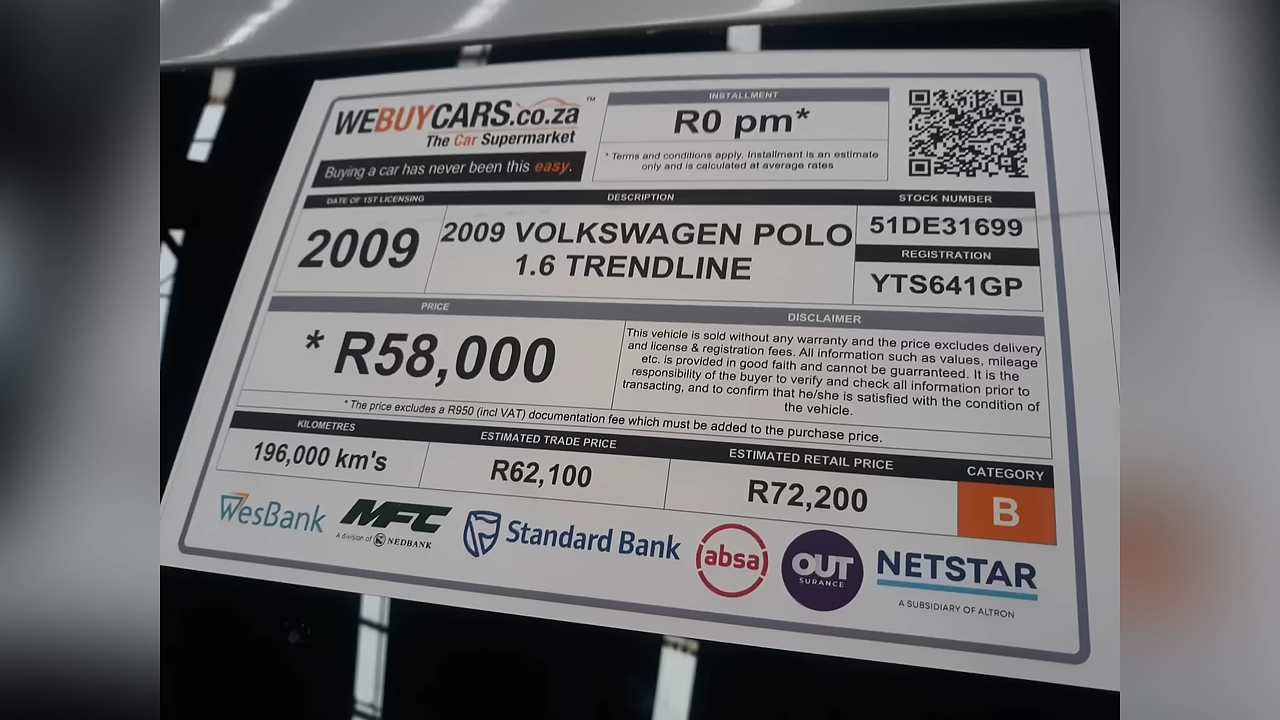 WEBUYCARS.co.za™
The Car Supermarket
Buying a car has never been this easy.
INSTALLMENT
R0 pm*
* Terms and conditions apply. Installment is an estimate
only and is calculated at average rates
DATE OF 1ST LICENSING
2009
DESCRIPTION
2009 VOLKSWAGEN POLO
1.6 TRENDLINE
STOCK NUMBER
51DE31699
REGISTRATION
YTS641GP
PRICE
* R58,000
DISCLAIMER
This vehicle is sold without any warranty and the price excludes delivery
and license & registration fees. All information such as values, mileage
etc. is provided in good faith and cannot be guaranteed. It is the
responsibility of the buyer to verify and check all information prior to
transacting, and to confirm that he/she is satisfied with the condition of
the vehicle.
* The price excludes a R950 (incl VAT) documentation fee which must be added to the purchase price.
KILOMETRES
196,000 km's
ESTIMATED TRADE PRICE
R62,100
ESTIMATED RETAIL PRICE
R72,200
CATEGORY
B
WesBank
MFC
A division of NEDBANK
Standard Bank
absa
OUT
SURANCE
NETSTAR
A SUBSIDIARY OF ALTRON